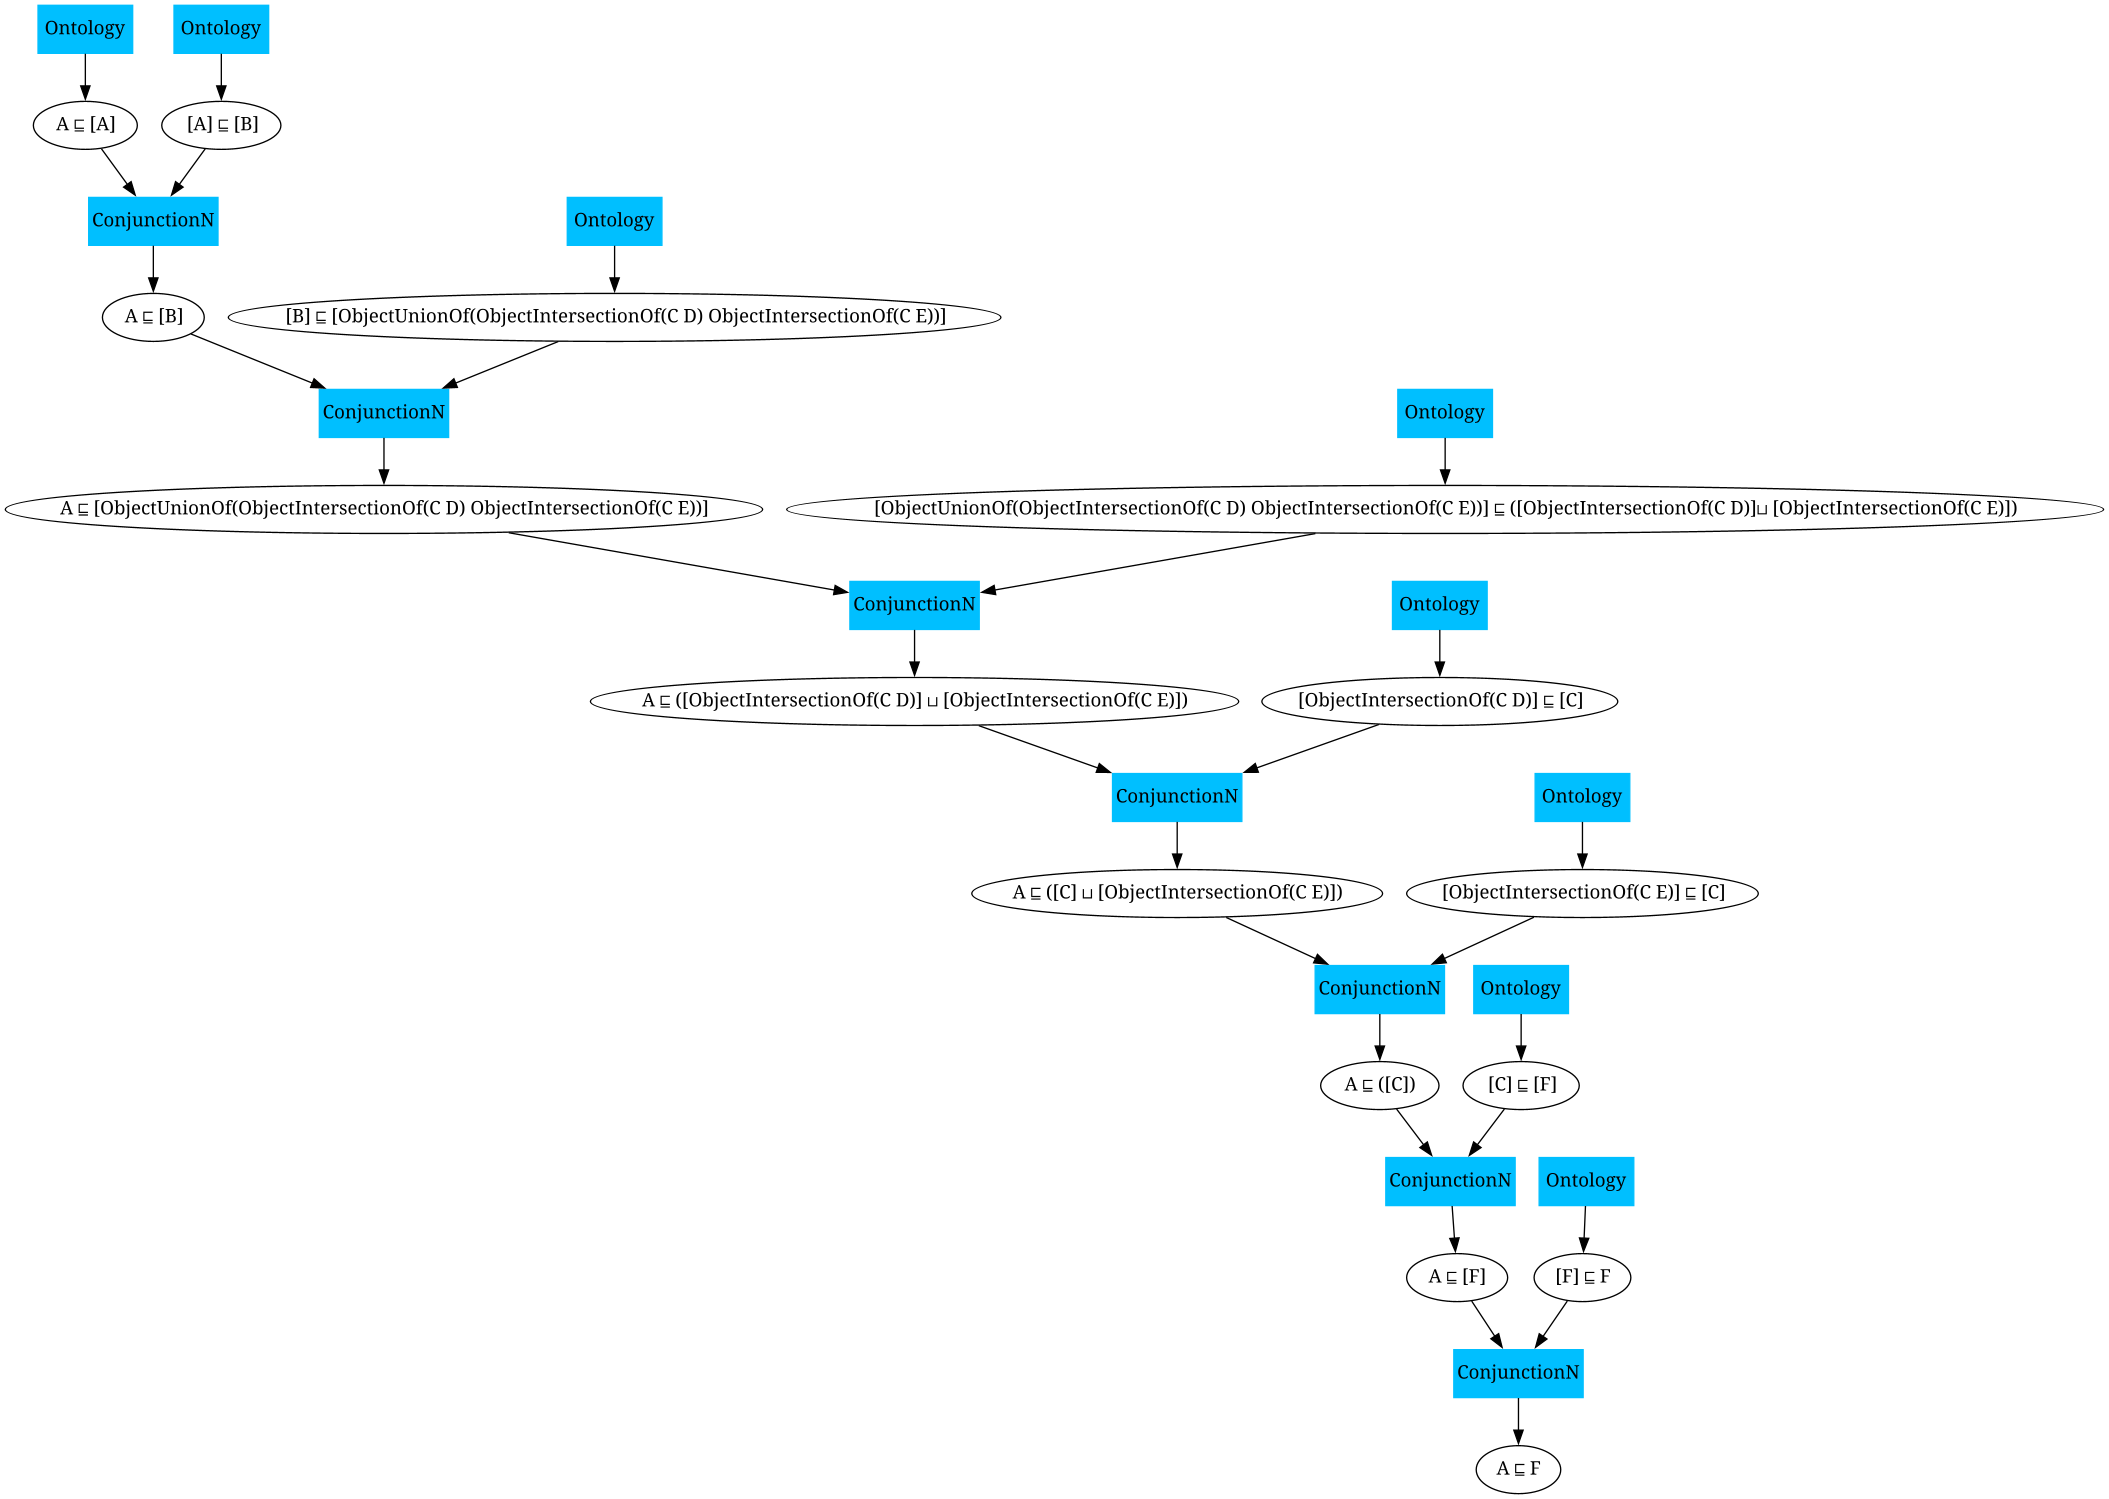 Ontology
Ontology
A ⊑ [A]
[A] ⊑ [B]
ConjunctionN
Ontology
A ⊑ [B]
[B] ⊑ [ObjectUnionOf(ObjectIntersectionOf(C D) ObjectIntersectionOf(C E))]
ConjunctionN
Ontology
A ⊑ [ObjectUnionOf(ObjectIntersectionOf(C D) ObjectIntersectionOf(C E))]
[ObjectUnionOf(ObjectIntersectionOf(C D) ObjectIntersectionOf(C E))] ⊑ ([ObjectIntersectionOf(C D)]⊔ [ObjectIntersectionOf(C E)])
ConjunctionN
Ontology
A ⊑ ([ObjectIntersectionOf(C D)] ⊔ [ObjectIntersectionOf(C E)])
[ObjectIntersectionOf(C D)] ⊑ [C]
ConjunctionN
Ontology
A ⊑ ([C] ⊔ [ObjectIntersectionOf(C E)])
[ObjectIntersectionOf(C E)] ⊑ [C]
ConjunctionN
Ontology
A ⊑ ([C])
[C] ⊑ [F]
ConjunctionN
Ontology
A ⊑ [F]
[F] ⊑ F
ConjunctionN
A ⊑ F